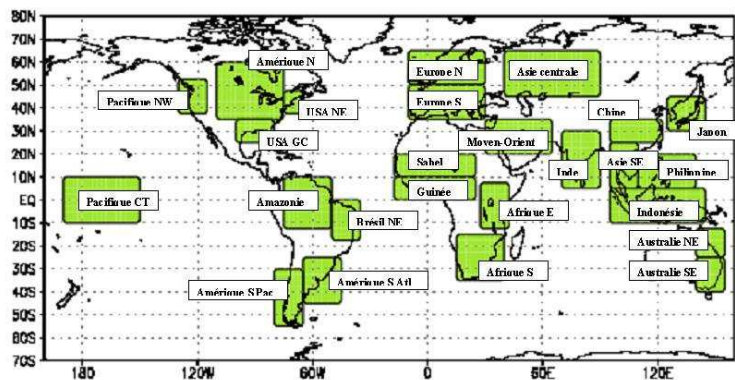 80N
70N
60N
50N
40N
30N
20N
10N
EQ
10S
20S
30S
40S
50S
60S
70S
Amérique N
Europe N
Asie centrale
Pacifique NW
USA NE
Europe S
Chine
Japon
USA GC
Moyen-Orient
Sahel
Inde
Asie SE
Philippine
Pacifique CT
Amazonie
Guinée
Brésil NE
Afrique E
Indonésie
Australie NE
Afrique S
Australie SE
Amérique S Pac
Amérique S Atl
180
120W
60W
0
60E
120E